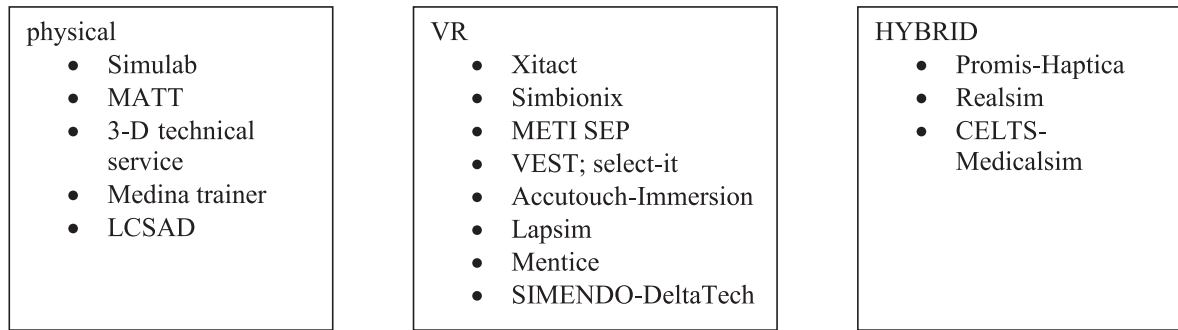 physical
• Simulab
• MATT
• 3-D technical
service
• Medina trainer
• LCSAD
VR
• Xitact
• Simbionix
• METI SEP
• VEST; select-it
• Accutouch-Immersion
• Lapsim
• Mentice
• SIMENDO-DeltaTech
HYBRID
• Promis-Haptica
• Realsim
• CELTS-
Medicalsim